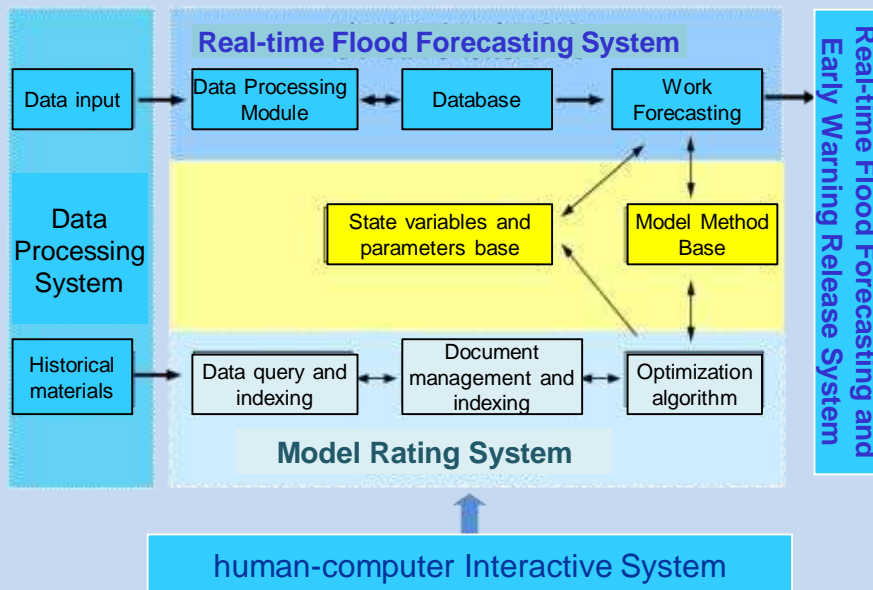 Real-time Flood Forecasting System
Data input
Data Processing
Module
Database
Work
Forecasting
Real-time Flood Forecasting and
Early Warning Release System
Data
Processing
System
State variables and
parameters base
Model Method
Base
Historical
materials
Data query and
indexing
Document
management and
indexing
Optimization
algorithm
Model Rating System
human-computer Interactive System